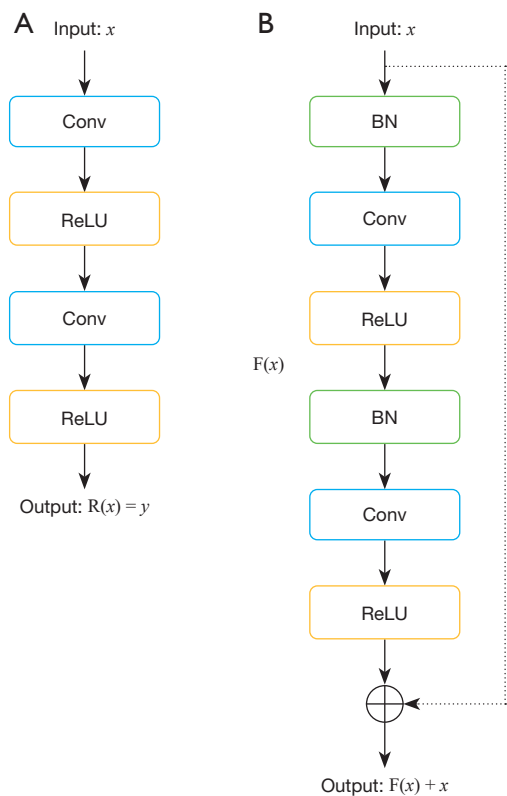 A
Input: x
Conv
ReLU
Conv
ReLU
Output: R(x) = y
B
Input: x
BN
Conv
ReLU
F(x)
BN
Conv
ReLU
Output: F(x) + x